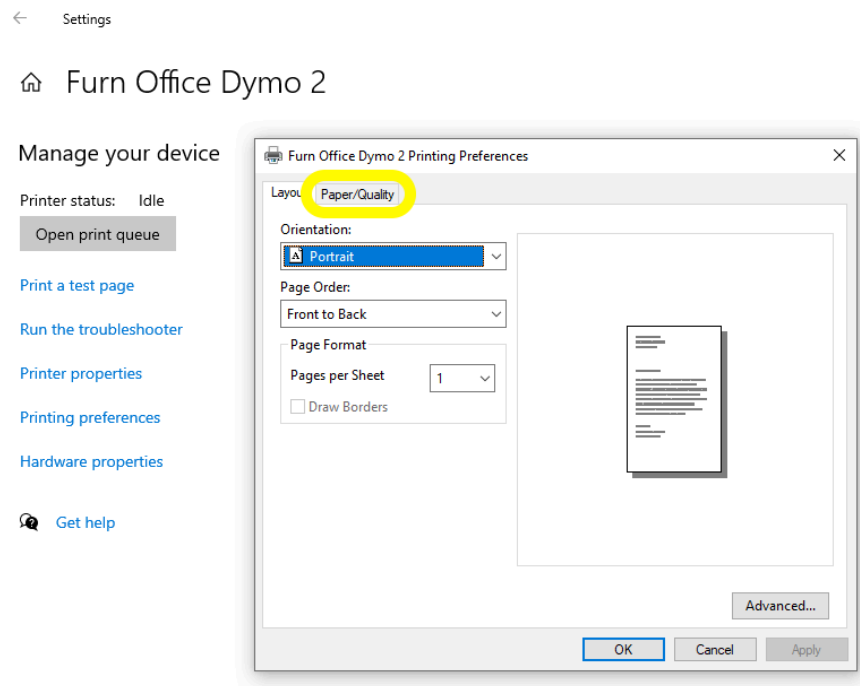 Settings
Furn Office Dymo 2
Manage your device
Printer status: Idle
Open print queue
Print a test page
Run the troubleshooter
Printer properties
Printing preferences
Hardware properties
Get help
Furn Office Dymo 2 Printing Preferences
Layou Paper/Quality
Orientation:
A Portrait
Page Order:
Front to Back
Page Format
Pages per Sheet 1
Draw Borders
Advanced...
OK Cancel Apply